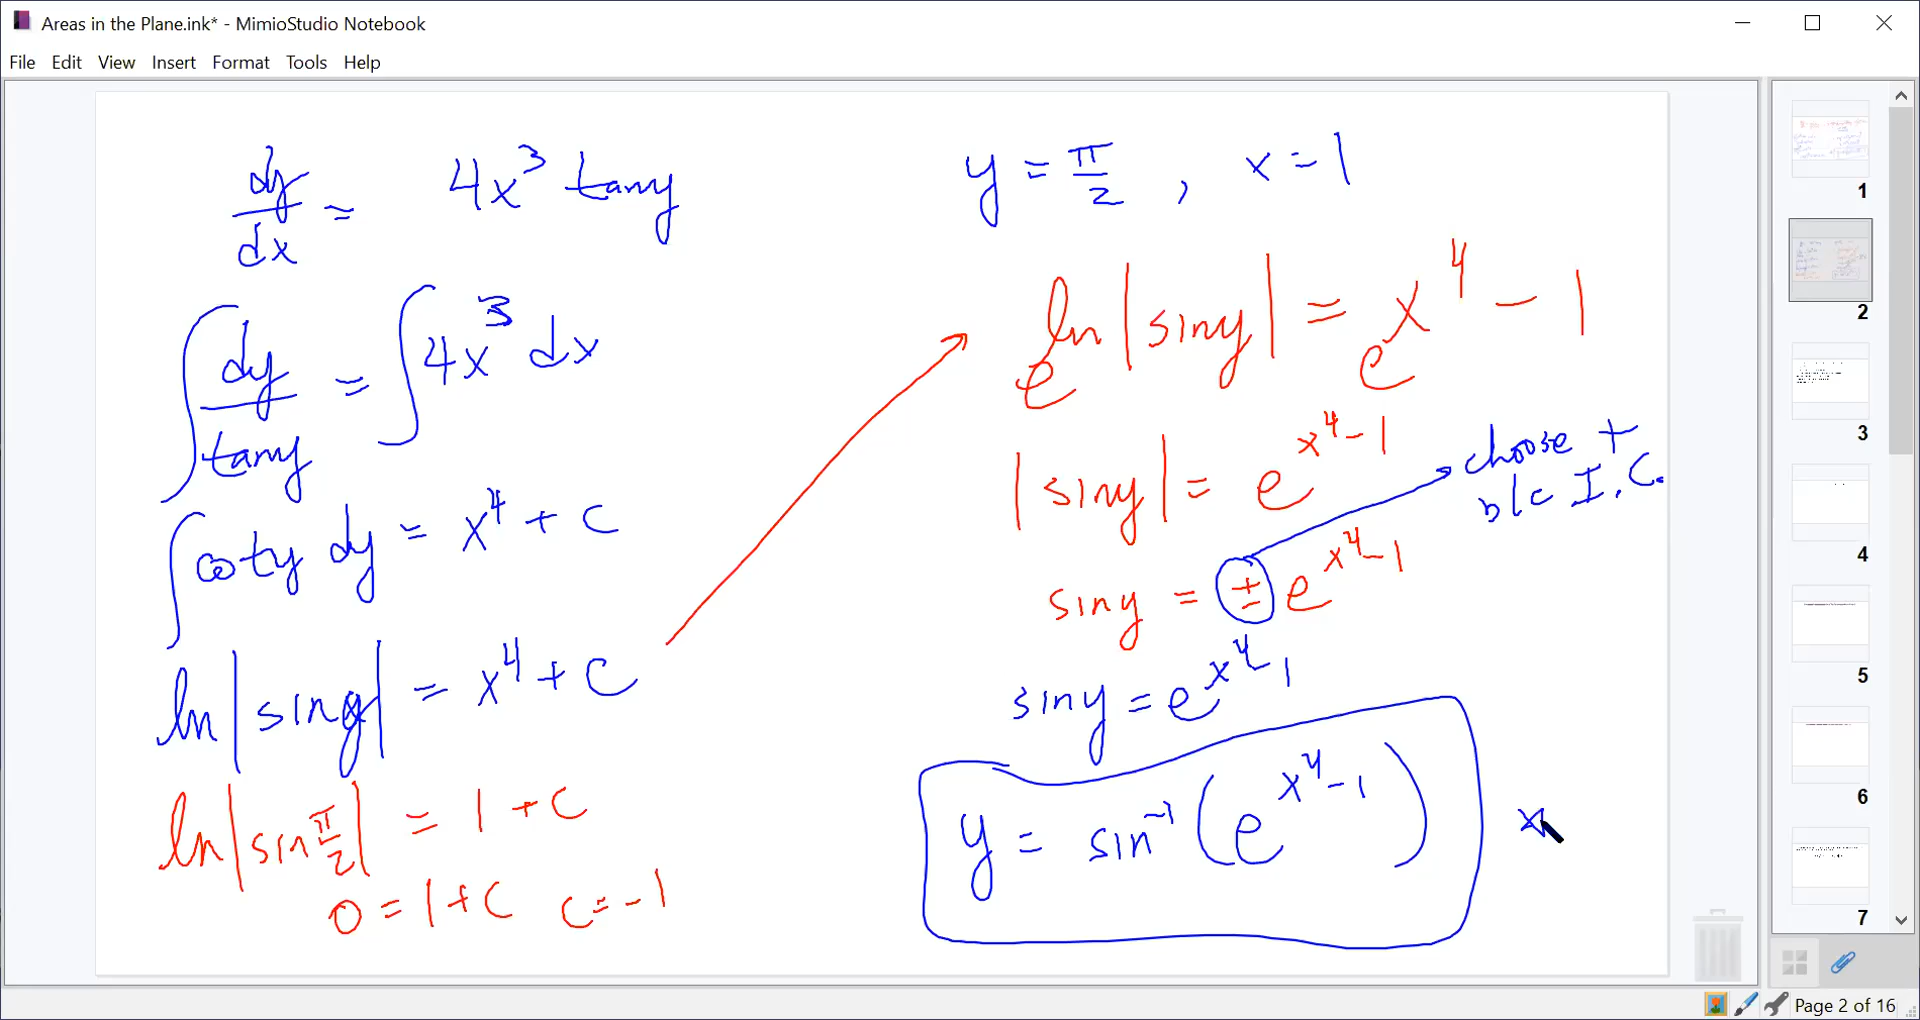 Areas in the Plane.ink* - MimioStudio Notebook
File Edit View Insert Format Tools Help
dy/dx = 4x³ tany
∫ dy/tany = ∫ 4x³ dx
∫ coty dy = x⁴ + c
ln|siny| = x⁴ + C
ln|sin π/2| = 1 + C
0 = 1 + C C = -1
y = π/2 , x = 1
e^(ln|siny|) = e^(x⁴ - 1)
|siny| = e^(x⁴-1)
choose +
b/c I.C.
siny = ± e^(x⁴-1)
siny = e^(x⁴-1)
y = sin⁻¹(e^(x⁴-1))
1
2
3
4
5
6
7
Page 2 of 16